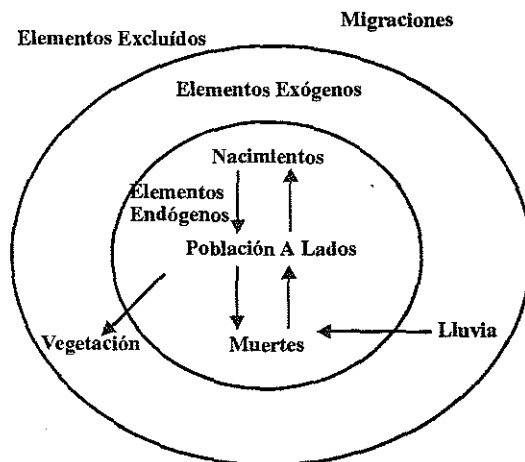 Migraciones
Elementos Excluídos
Elementos Exógenos
Nacimientos
Elementos
Endógenos
Población A Lados
Vegetación
Muertes
Lluvia